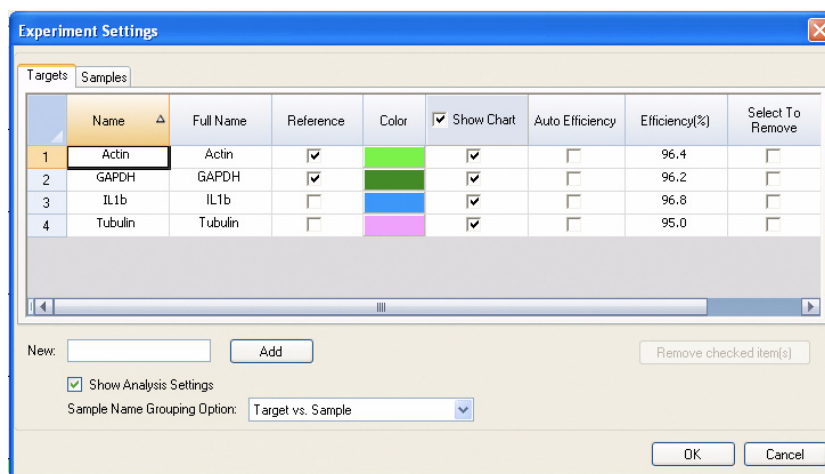 Experiment Settings
Targets Samples
Name Full Name Reference Color Show Chart Auto Efficiency Efficiency(%) Select To Remove
1 Actin Actin 96.4
2 GAPDH GAPDH 96.2
3 IL1b IL1b 96.8
4 Tubulin Tubulin 95.0
New: Add Remove checked item(s)
Show Analysis Settings
Sample Name Grouping Option: Target vs. Sample
OK Cancel